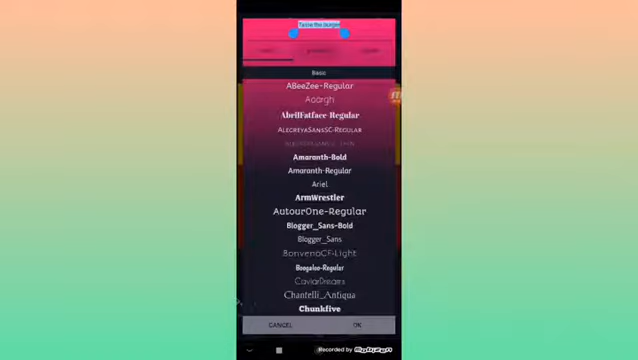 Taste the burger
Basic
ABeeZee-Regular
Aaargh
AbrilFatface-Regular
AlegreyaSansSC-Regular
Amaranth-Bold
Amaranth-Regular
Ariel
ArmWrestler
AutourOne-Regular
Blogger_Sans-Bold
Blogger_Sans
BonvenoCF-Light
Boogaloo-Regular
CaviarDreams
Chantelli_Antiqua
Chunkfive
CANCEL
OK
Recorded by